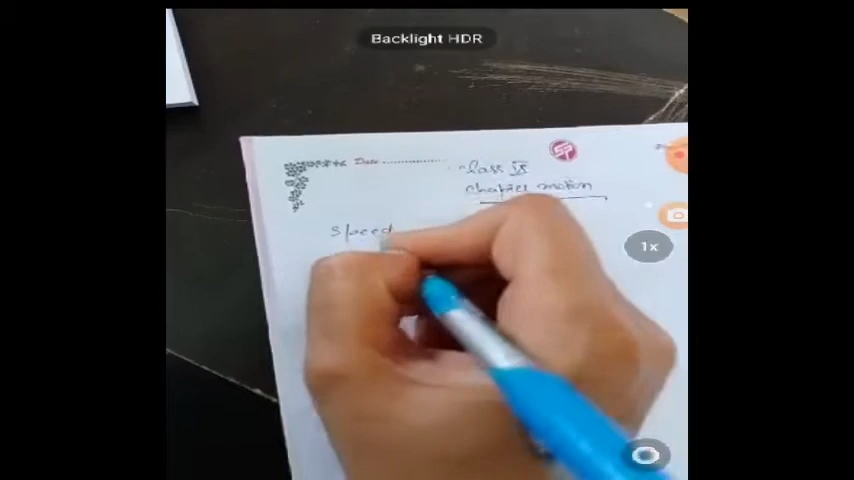 Backlight HDR
Date
Class IX
chapter motion
Speed
1x